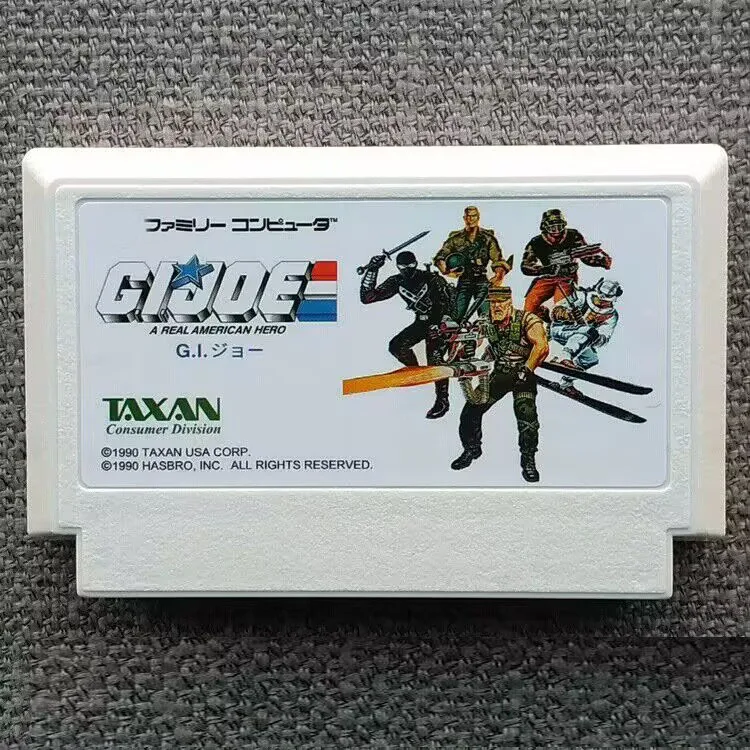 ファミリー コンピュータ™
G.I.JOE
A REAL AMERICAN HERO
G.I.ジョー
TAXAN
Consumer Division
©1990 TAXAN USA CORP.
©1990 HASBRO, INC. ALL RIGHTS RESERVED.